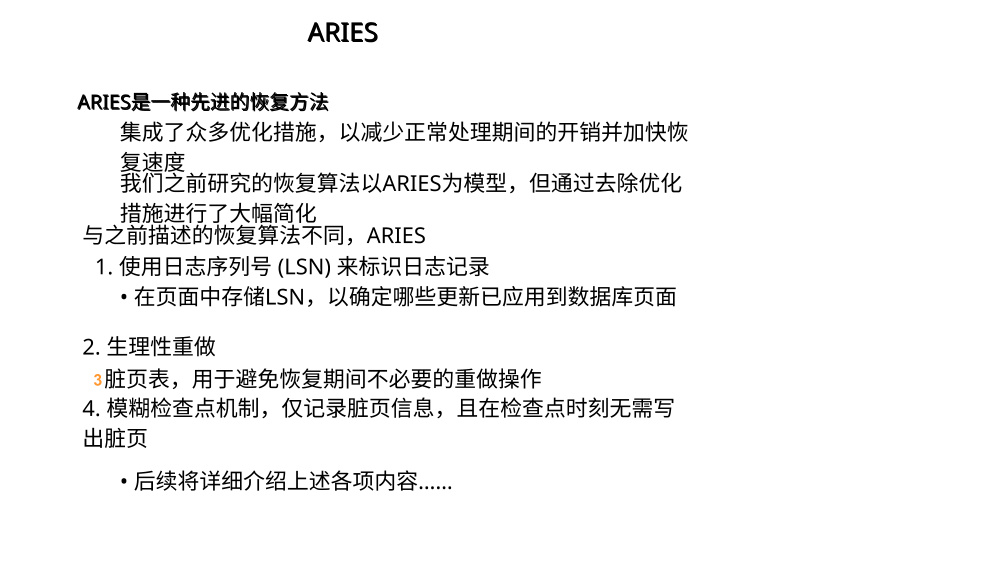 ARIES
ARIES是一种先进的恢复方法
集成了众多优化措施，以减少正常处理期间的开销并加快恢
复速度
我们之前研究的恢复算法以ARIES为模型，但通过去除优化
措施进行了大幅简化
与之前描述的恢复算法不同，ARIES
1. 使用日志序列号 (LSN) 来标识日志记录
• 在页面中存储LSN，以确定哪些更新已应用到数据库页面
2. 生理性重做
3脏页表，用于避免恢复期间不必要的重做操作
4. 模糊检查点机制，仅记录脏页信息，且在检查点时刻无需写
出脏页
• 后续将详细介绍上述各项内容……